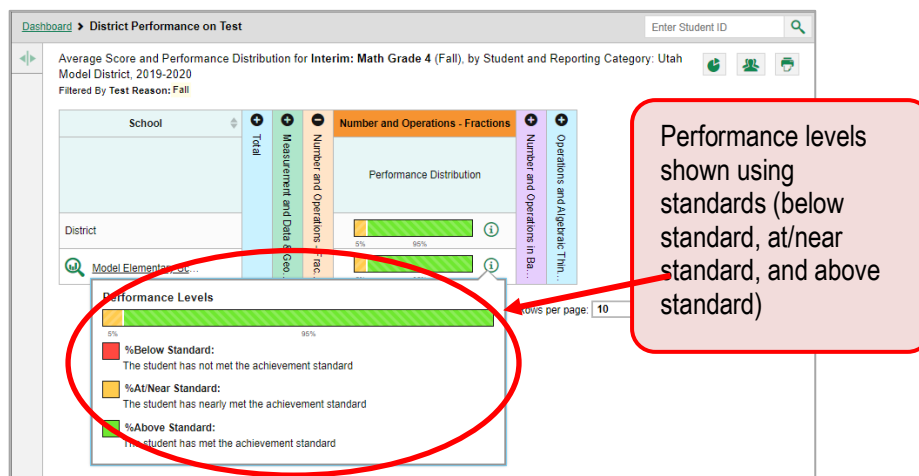 Dashboard > District Performance on Test
Enter Student ID
Average Score and Performance Distribution for Interim: Math Grade 4 (Fall), by Student and Reporting Category: Utah
Model District, 2019-2020
Filtered By Test Reason: Fall
School
Total
Measurement and Data & Geo...
Number and Operations - Frac...
Number and Operations - Fractions
Performance Distribution
Number and Operations in Ba...
Operations and Algebraic Thin...
District
5% 95%
Model Elementary Sc...
Rows per page: 10
Performance Levels
5% 95%
%Below Standard:
The student has not met the achievement standard
%At/Near Standard:
The student has nearly met the achievement standard
%Above Standard:
The student has met the achievement standard
Performance levels
shown using
standards (below
standard, at/near
standard, and above
standard)